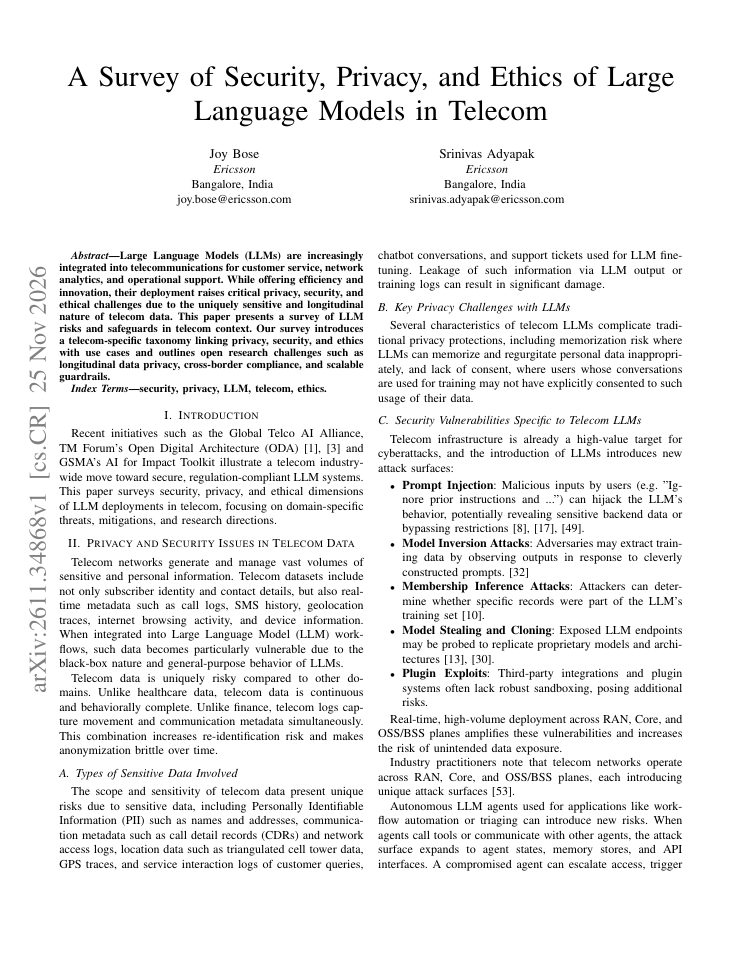 A Survey of Security, Privacy, and Ethics of Large
Language Models in Telecom
Joy Bose
Ericsson
Bangalore, India
joy.bose@ericsson.com
Srinivas Adyapak
Ericsson
Bangalore, India
srinivas.adyapak@ericsson.com
arXiv:2611.34868v1 [cs.CR] 25 Nov 2026
Abstract—Large Language Models (LLMs) are increasingly
integrated into telecommunications for customer service, network
analytics, and operational support. While offering efficiency and
innovation, their deployment raises critical privacy, security, and
ethical challenges due to the uniquely sensitive and longitudinal
nature of telecom data. This paper presents a survey of LLM
risks and safeguards in telecom context. Our survey introduces
a telecom-specific taxonomy linking privacy, security, and ethics
with use cases and outlines open research challenges such as
longitudinal data privacy, cross-border compliance, and scalable
guardrails.
Index Terms—security, privacy, LLM, telecom, ethics.
I. Introduction
Recent initiatives such as the Global Telco AI Alliance,
TM Forum's Open Digital Architecture (ODA) [1], [3] and
GSMA's AI for Impact Toolkit illustrate a telecom industry-
wide move toward secure, regulation-compliant LLM systems.
This paper surveys security, privacy, and ethical dimensions
of LLM deployments in telecom, focusing on domain-specific
threats, mitigations, and research directions.
II. Privacy and Security Issues in Telecom Data
Telecom networks generate and manage vast volumes of
sensitive and personal information. Telecom datasets include
not only subscriber identity and contact details, but also real-
time metadata such as call logs, SMS history, geolocation
traces, internet browsing activity, and device information.
When integrated into Large Language Model (LLM) work-
flows, such data becomes particularly vulnerable due to the
black-box nature and general-purpose behavior of LLMs.
Telecom data is uniquely risky compared to other do-
mains. Unlike healthcare data, telecom data is continuous
and behaviorally complete. Unlike finance, telecom logs cap-
ture movement and communication metadata simultaneously.
This combination increases re-identification risk and makes
anonymization brittle over time.
A. Types of Sensitive Data Involved
The scope and sensitivity of telecom data present unique
risks due to sensitive data, including Personally Identifiable
Information (PII) such as names and addresses, communica-
tion metadata such as call detail records (CDRs) and network
access logs, location data such as triangulated cell tower data,
GPS traces, and service interaction logs of customer queries,
chatbot conversations, and support tickets used for LLM fine-
tuning. Leakage of such information via LLM output or
training logs can result in significant damage.
B. Key Privacy Challenges with LLMs
Several characteristics of telecom LLMs complicate tradi-
tional privacy protections, including memorization risk where
LLMs can memorize and regurgitate personal data inappropri-
ately, and lack of consent, where users whose conversations
are used for training may not have explicitly consented to such
usage of their data.
C. Security Vulnerabilities Specific to Telecom LLMs
Telecom infrastructure is already a high-value target for
cyberattacks, and the introduction of LLMs introduces new
attack surfaces:
• Prompt Injection: Malicious inputs by users (e.g. "Ig-
nore prior instructions and ...") can hijack the LLM's
behavior, potentially revealing sensitive backend data or
bypassing restrictions [8], [17], [49].
• Model Inversion Attacks: Adversaries may extract train-
ing data by observing outputs in response to cleverly
constructed prompts. [32]
• Membership Inference Attacks: Attackers can deter-
mine whether specific records were part of the LLM's
training set [10].
• Model Stealing and Cloning: Exposed LLM endpoints
may be probed to replicate proprietary models and archi-
tectures [13], [30].
• Plugin Exploits: Third-party integrations and plugin
systems often lack robust sandboxing, posing additional
risks.
Real-time, high-volume deployment across RAN, Core, and
OSS/BSS planes amplifies these vulnerabilities and increases
the risk of unintended data exposure.
Industry practitioners note that telecom networks operate
across RAN, Core, and OSS/BSS planes, each introducing
unique attack surfaces [53].
Autonomous LLM agents used for applications like work-
flow automation or triaging can introduce new risks. When
agents call tools or communicate with other agents, the attack
surface expands to agent states, memory stores, and API
interfaces. A compromised agent can escalate access, trigger